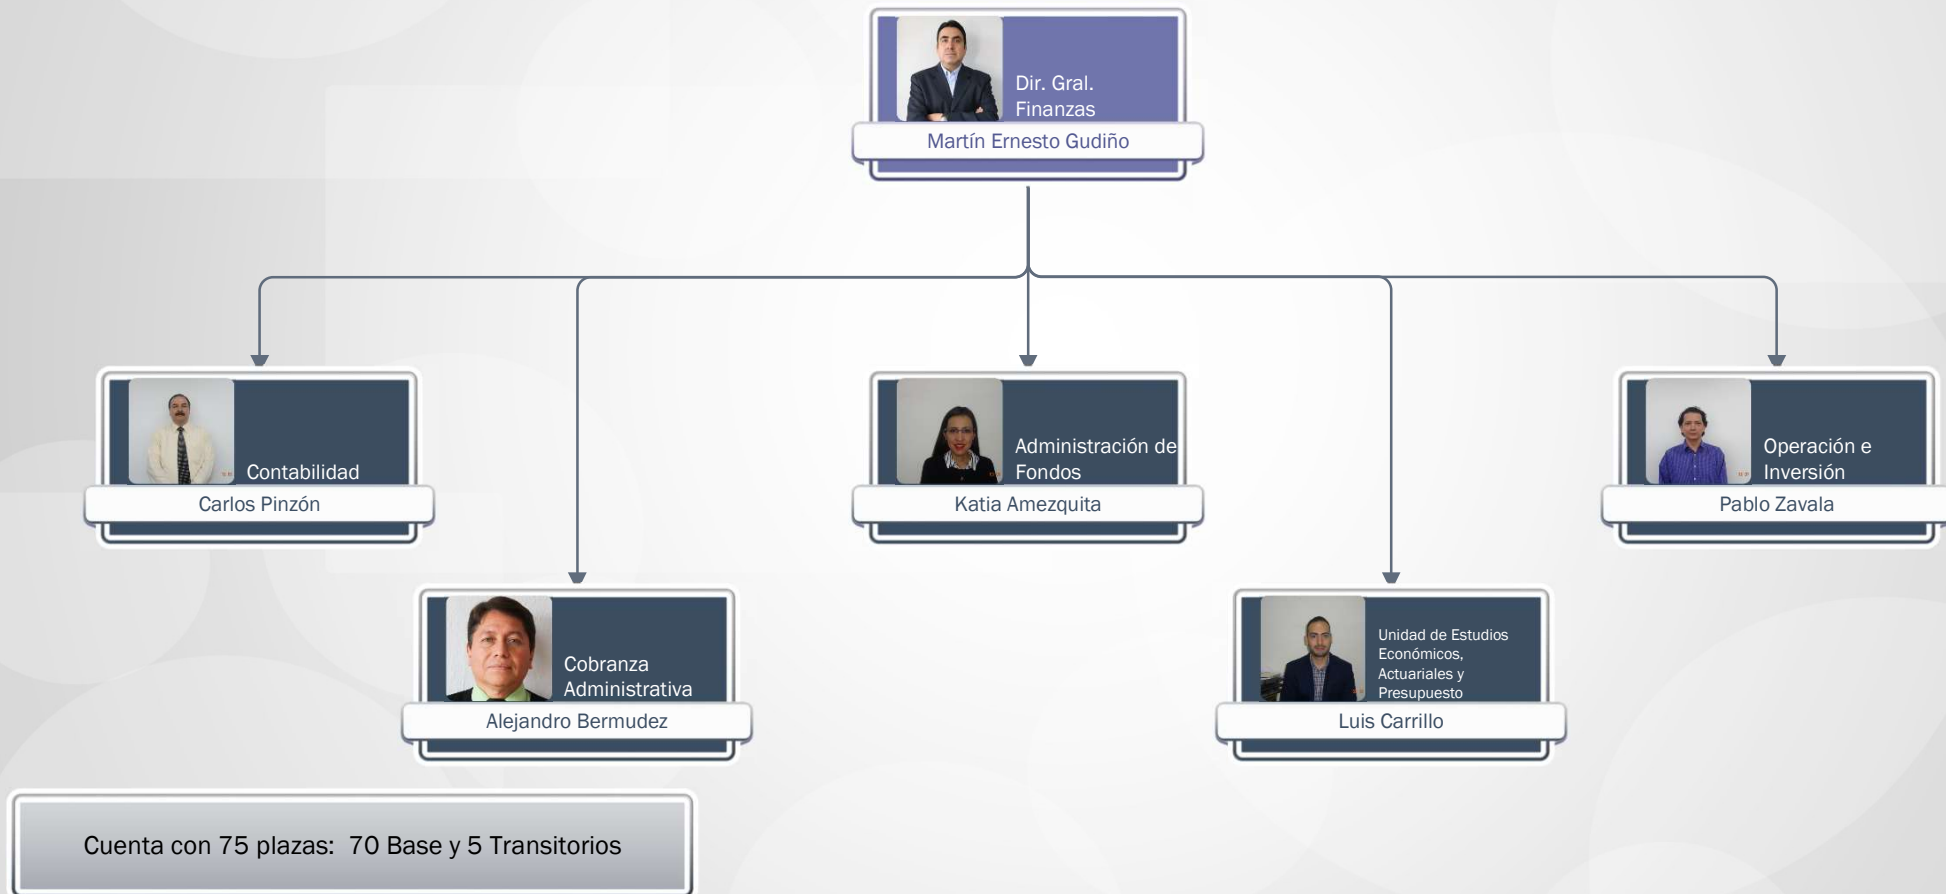 Dir. Gral.
Finanzas
Martín Ernesto Gudiño
Contabilidad
Carlos Pinzón
Administración de
Fondos
Katia Amezquita
Operación e
Inversión
Pablo Zavala
Cobranza
Administrativa
Alejandro Bermudez
Unidad de Estudios
Económicos,
Actuariales y
Presupuesto
Luis Carrillo
Cuenta con 75 plazas: 70 Base y 5 Transitorios